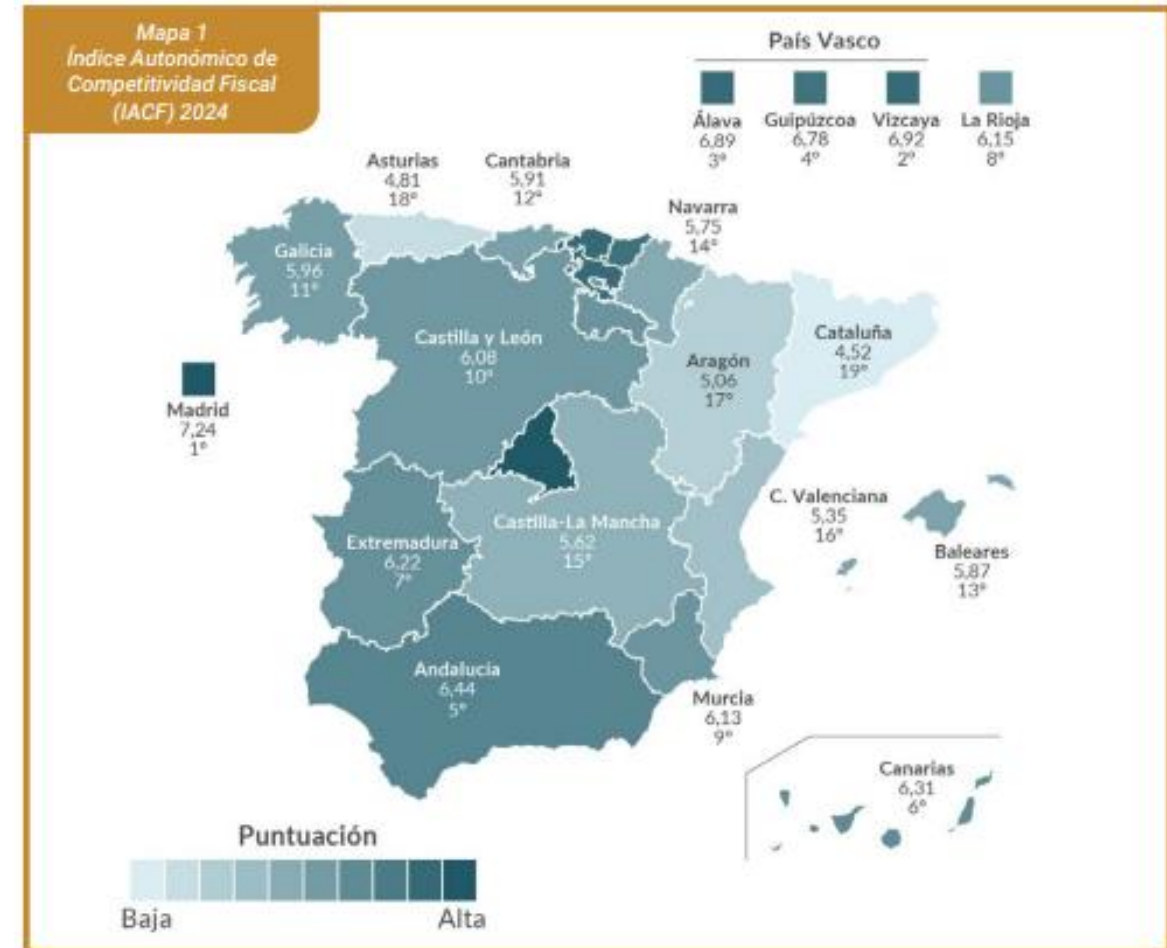 Mapa 1
Índice Autonómico de
Competitividad Fiscal
(IACF) 2024
País Vasco
Álava
6,89
3º
Guipúzcoa
6,78
4º
Vizcaya
6,92
2º
La Rioja
6,15
8º
Asturias
4,81
18º
Cantabria
5,91
12º
Navarra
5,75
14º
Galicia
5,96
11º
Castilla y León
6,08
10º
Aragón
5,06
17º
Cataluña
4,52
19º
Madrid
7,24
1º
C. Valenciana
5,35
16º
Baleares
5,87
13º
Castilla-La Mancha
5,62
15º
Extremadura
6,22
7º
Andalucía
6,44
5º
Murcia
6,13
9º
Canarias
6,31
6º
Puntuación
Baja
Alta